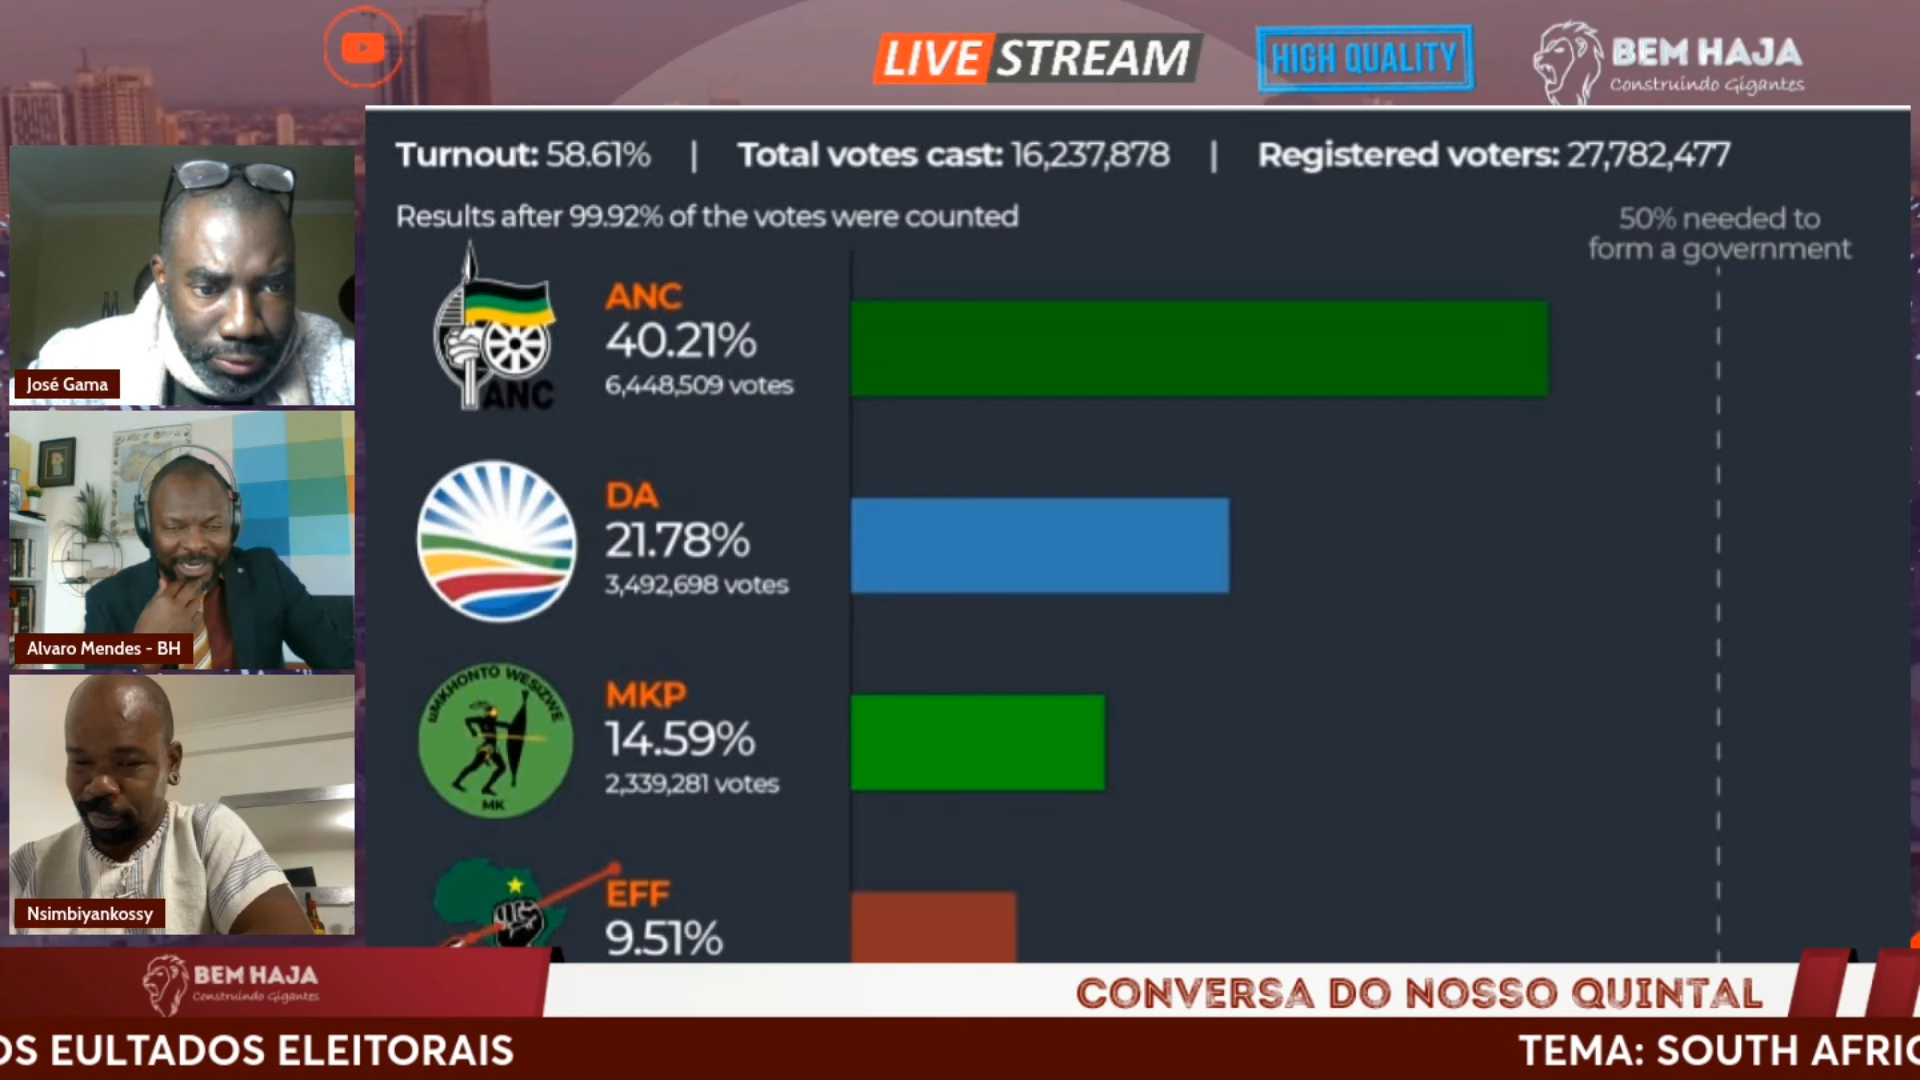 LIVE STREAM
HIGH QUALITY
BEM HAJA
Construindo Gigantes
Turnout: 58.61% | Total votes cast: 16,237,878 | Registered voters: 27,782,477
Results after 99.92% of the votes were counted
50% needed to
form a government
ANC
40.21%
6,448,509 votes
ANC
DA
21.78%
3,492,698 votes
UMKHONTO WESIZWE
MK
MKP
14.59%
2,339,281 votes
EFF
9.51%
José Gama
Alvaro Mendes - BH
Nsimbiyankossy
BEM HAJA
Construindo Gigantes
CONVERSA DO NOSSO QUINTAL
OS EULTADOS ELEITORAIS
TEMA: SOUTH AFRIC